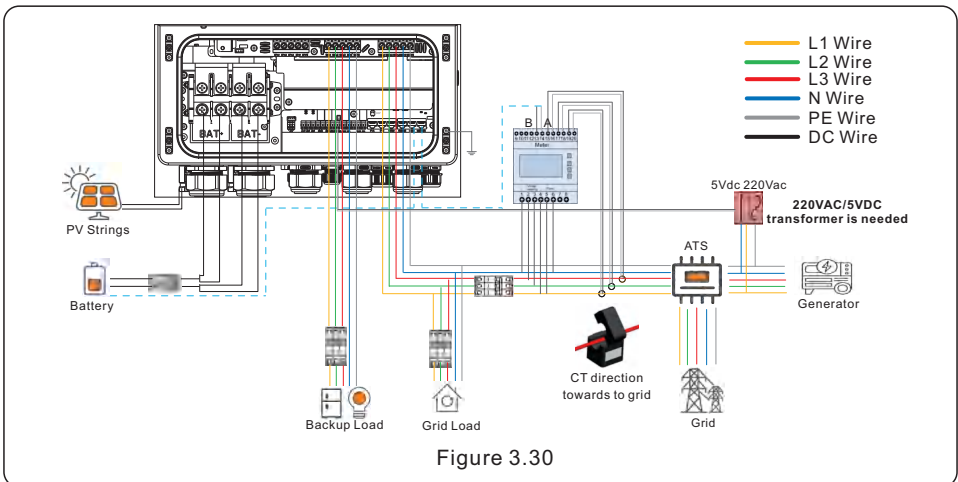 L1 Wire
L2 Wire
L3 Wire
N Wire
PE Wire
DC Wire
BAT+ BAT-
B A
Meter
PV Strings
5Vdc 220Vac
220VAC/5VDC
transformer is needed
ATS
Battery
Generator
CT direction
towards to grid
Backup Load
Grid Load
Grid
Figure 3.30